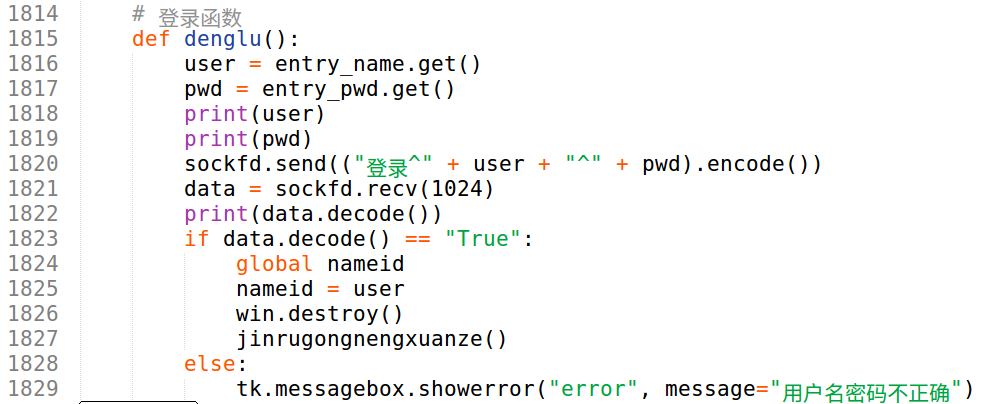 1814 # 登录函数
1815 def denglu():
1816 user = entry_name.get()
1817 pwd = entry_pwd.get()
1818 print(user)
1819 print(pwd)
1820 sockfd.send(("登录^" + user + "^" + pwd).encode())
1821 data = sockfd.recv(1024)
1822 print(data.decode())
1823 if data.decode() == "True":
1824 global nameid
1825 nameid = user
1826 win.destroy()
1827 jinrugongnengxuanze()
1828 else:
1829 tk.messagebox.showerror("error", message="用户名密码不正确")